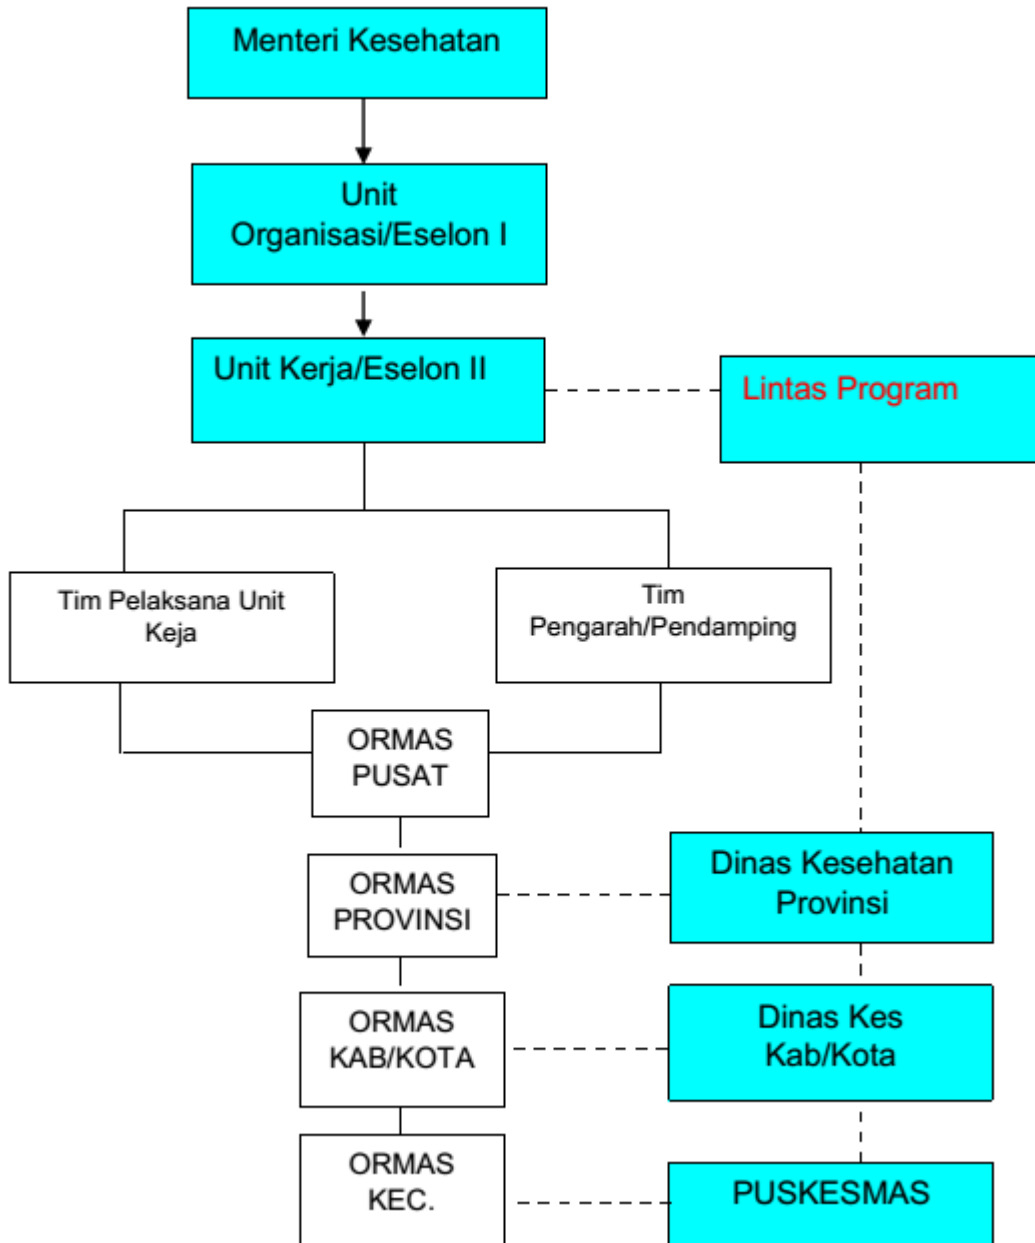 Menteri Kesehatan
Unit
Organisasi/Eselon I
Unit Kerja/Eselon II
Lintas Program
Tim Pelaksana Unit
Keja
Tim
Pengarah/Pendamping
ORMAS
PUSAT
ORMAS
PROVINSI
Dinas Kesehatan
Provinsi
ORMAS
KAB/KOTA
Dinas Kes
Kab/Kota
ORMAS
KEC.
PUSKESMAS